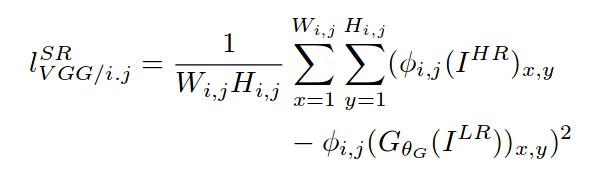 l^{SR}_{VGG/i.j} = \frac{1}{W_{i,j}H_{i,j}} \sum_{x=1}^{W_{i,j}} \sum_{y=1}^{H_{i,j}} (\phi_{i,j}(I^{HR})_{x,y}
- \phi_{i,j}(G_{\theta_G}(I^{LR}))_{x,y})^2